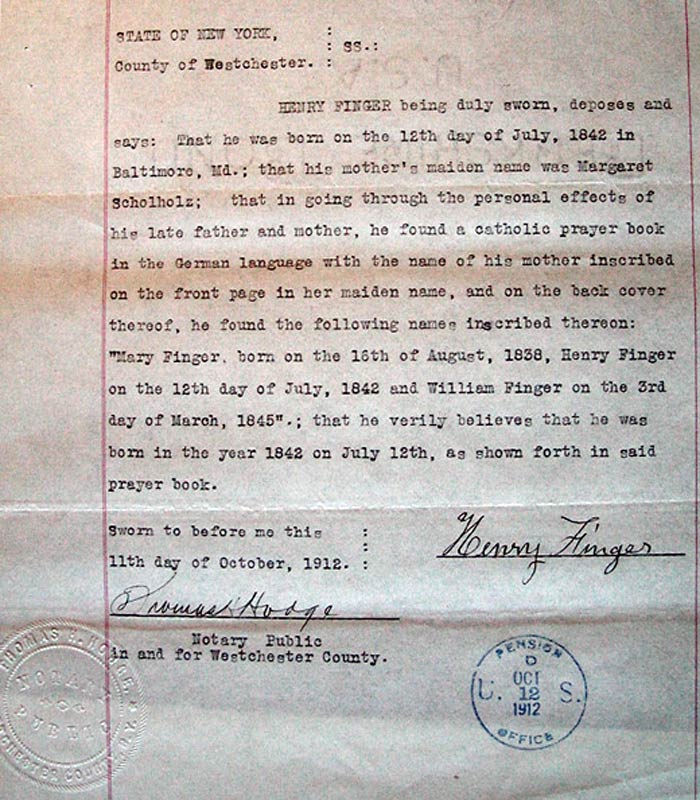 STATE OF NEW YORK, :
: SS.:
County of Westchester. :
HENRY FINGER being duly sworn, deposes and
says: That he was born on the 12th day of July, 1842 in
Baltimore, Md.; that his mother's maiden name was Margaret
Scholholz; that in going through the personal effects of
his late father and mother, he found a catholic prayer book
in the German language with the name of his mother inscribed
on the front page in her maiden name, and on the back cover
thereof, he found the following names inscribed thereon:
"Mary Finger. born on the 16th of August, 1838, Henry Finger
on the 12th day of July, 1842 and William Finger on the 3rd
day of March, 1845".; that he verily believes that he was
born in the year 1842 on July 12th, as shown forth in said
prayer book.
Sworn to before me this :
:
11th day of October, 1912. :
Henry Finger
Thomas Hodge
Notary Public
in and for Westchester County.
THOMAS
NOTARY
PUBLIC
PENSION
OCT
U. 12 S.
1912
OFFICE